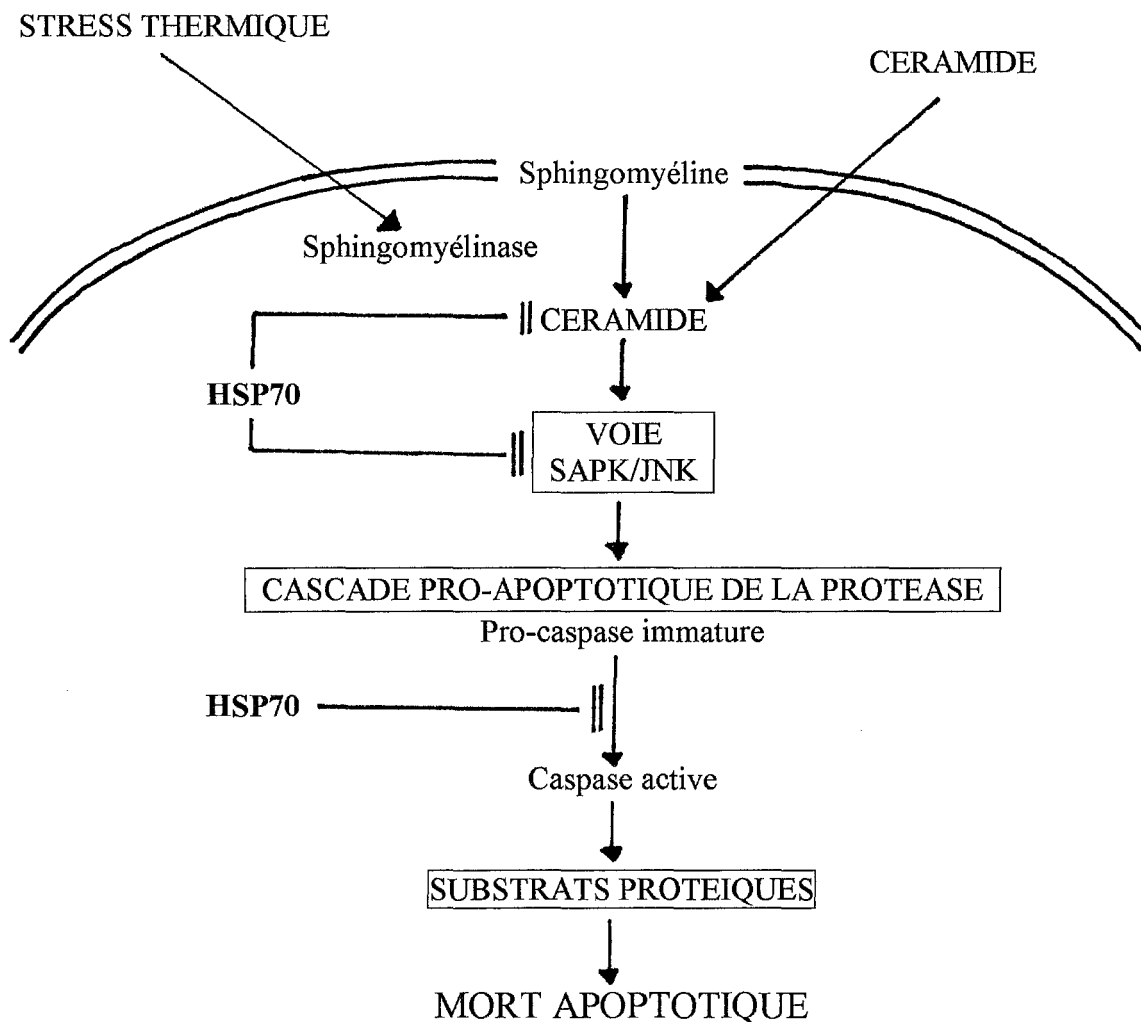 STRESS THERMIQUE
CERAMIDE
Sphingomyéline
Sphingomyélinase
CERAMIDE
HSP70
VOIE
SAPK/JNK
CASCADE PRO-APOPTOTIQUE DE LA PROTEASE
Pro-caspase immature
HSP70
Caspase active
SUBSTRATS PROTEIQUES
MORT APOPTOTIQUE